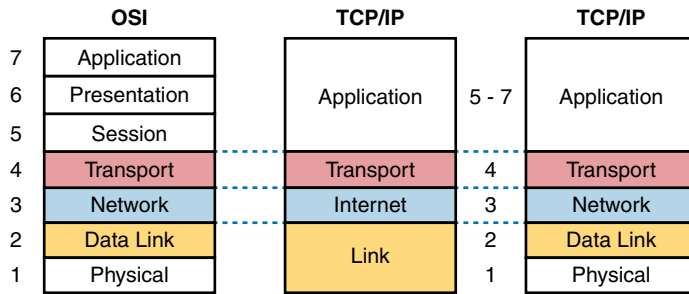 OSI TCP/IP TCP/IP
7 Application
6 Presentation Application 5 - 7 Application
5 Session
4 Transport Transport 4 Transport
3 Network Internet 3 Network
2 Data Link Link 2 Data Link
1 Physical 1 Physical